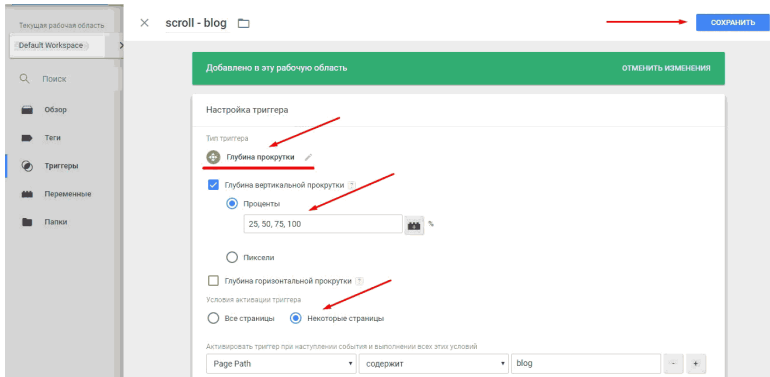 Текущая рабочая область
Default Workspace
Поиск
Обзор
Теги
Триггеры
Переменные
Папки
scroll - blog
СОХРАНИТЬ
Добавлено в эту рабочую область
ОТМЕНИТЬ ИЗМЕНЕНИЯ
Настройка триггера
Тип триггера
Глубина прокрутки
Глубина вертикальной прокрутки ?
Проценты
25, 50, 75, 100
%
Пиксели
Глубина горизонтальной прокрутки ?
Условия активации триггера
Все страницы Некоторые страницы
Активировать триггер при наступлении события и выполнении всех этих условий
Page Path содержит blog - +